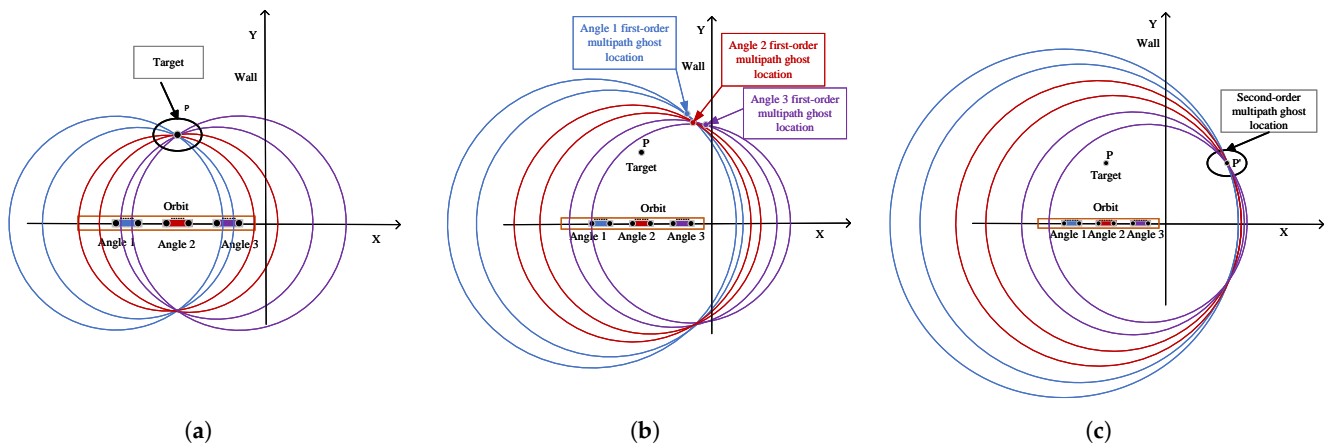 Y
Wall
Target
P
Orbit
Angle 1
Angle 2
Angle 3
X
(a)
Angle 1 first-order
multipath ghost
location
Y
Wall
Angle 2 first-order
multipath ghost
location
Angle 3 first-order
multipath ghost
location
P
Target
Orbit
Angle 1
Angle 2
Angle 3
X
(b)
Y
Wall
Second-order
multipath ghost
location
P
Target
P'
Orbit
Angle 1
Angle 2
Angle 3
X
(c)